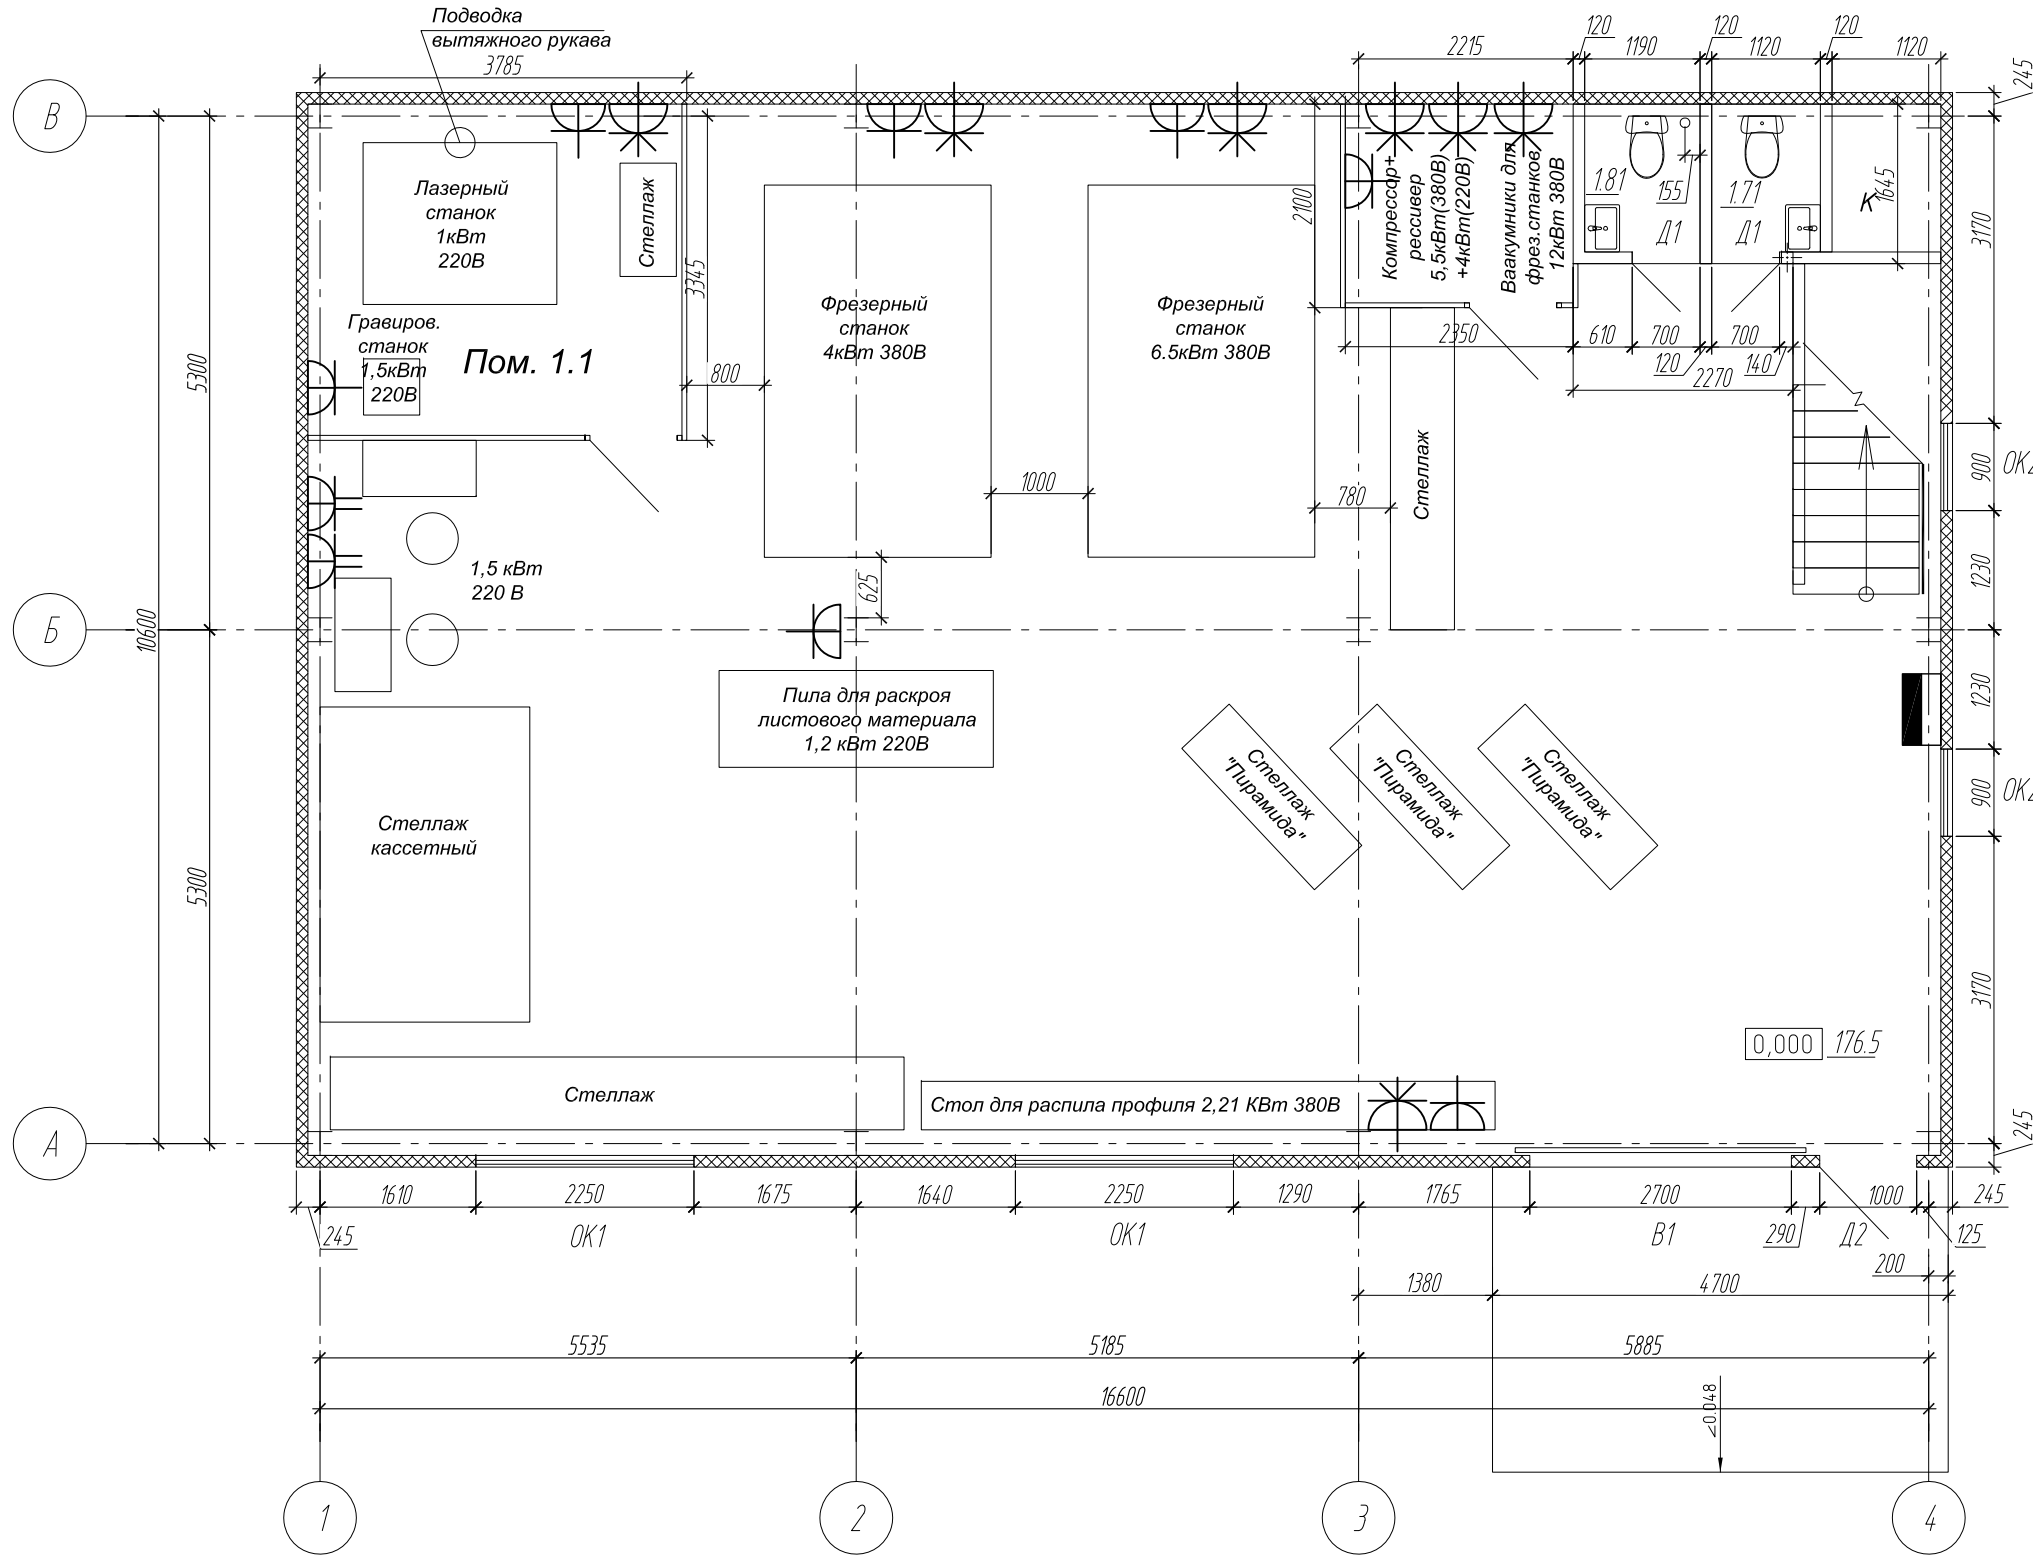 Подводка
вытяжного рукава
3785
2215
120
1190
120
1120
120
1120
245
В
Лазерный
станок
1кВт
220В
Стеллаж
3345
Гравиров.
станок
1,5кВт
220В
Пом. 1.1
800
Фрезерный
станок
4кВт 380В
1000
Фрезерный
станок
6.5кВт 380В
2100
780
Компрессор+
рессивер
5,5кВт(380В)
+4кВт(220В)
Ваакумники для
фрез.станков
12кВт 380В
1.81
155
Д1
1.71
Д1
К
1645
3170
2350
610
700
120
700
140
2270
Стеллаж
5300
10600
5300
900
1230
1230
900
3170
245
1,5 кВт
220 В
625
Б
Пила для раскроя
листового материала
1,2 кВт 220В
Стеллаж
"Пирамида"
Стеллаж
"Пирамида"
Стеллаж
"Пирамида"
Стеллаж
кассетный
0,000
176.5
Стеллаж
Стол для распила профиля 2,21 КВт 380В
А
1610
2250
1675
1640
2250
1290
1765
2700
290
1000
245
245
ОК1
ОК1
В1
Д2
125
200
1380
4700
5535
5185
5885
16600
0.048
1
2
3
4